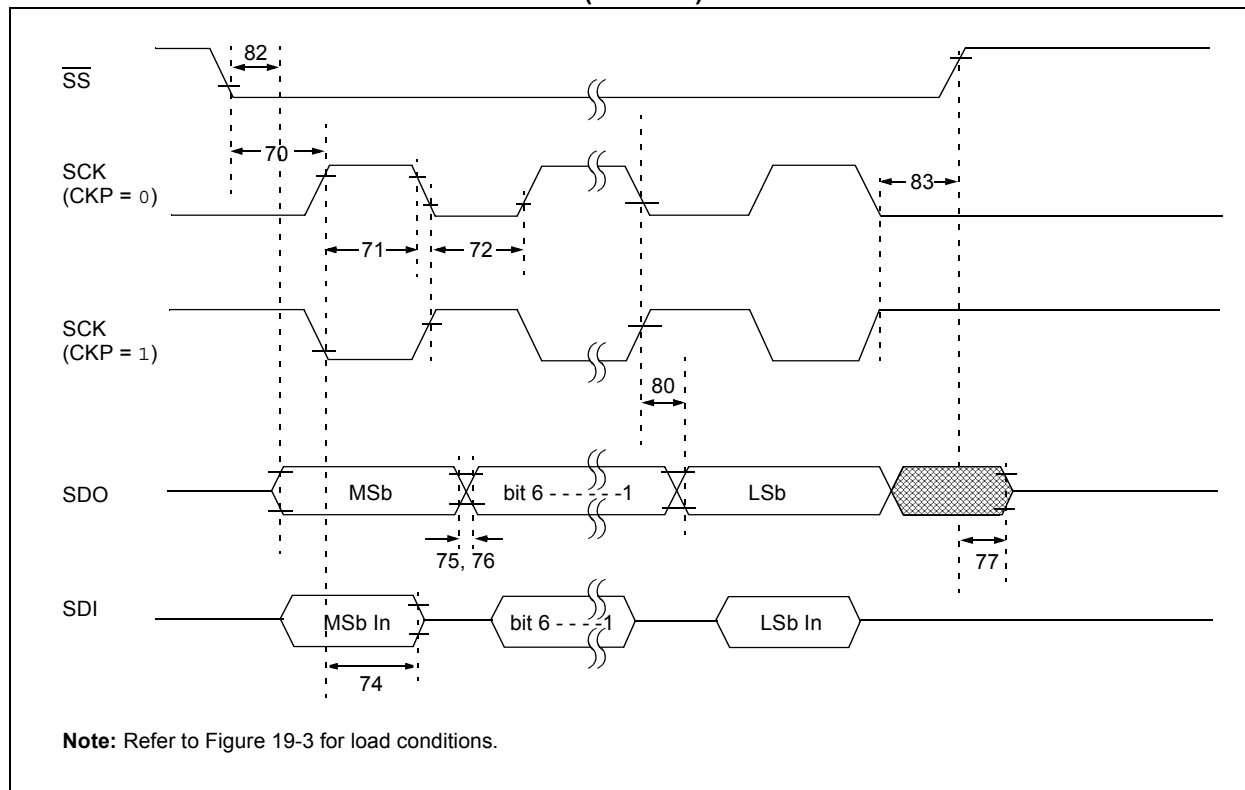 82
SS
70
SCK
(CKP = 0)
83
71
72
SCK
(CKP = 1)
80
SDO
MSb
bit 6 - - - - - -1
LSb
75, 76
77
SDI
MSb In
bit 6 - - - -1
LSb In
74
Note: Refer to Figure 19-3 for load conditions.